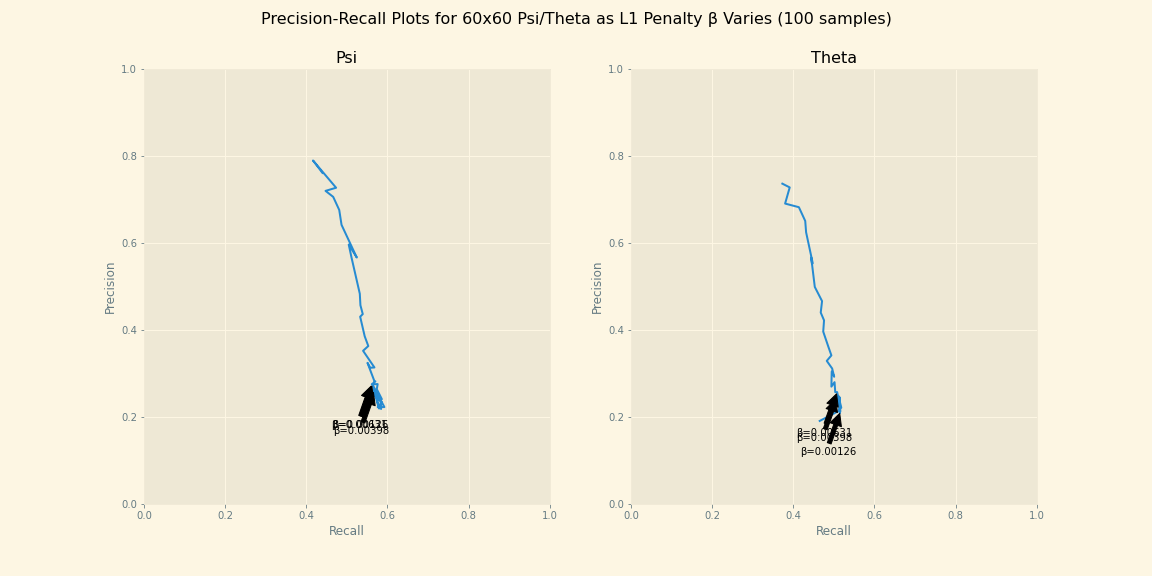 Precision-Recall Plots for 60x60 Psi/Theta as L1 Penalty β Varies (100 samples)
Psi
Theta
1.0
0.8
0.6
0.4
0.2
0.0
Precision
0.0 0.2 0.4 0.6 0.8 1.0
Recall
β=0.00398
1.0
0.8
0.6
0.4
0.2
0.0
Precision
0.0 0.2 0.4 0.6 0.8 1.0
Recall
β=0.00631
β=0.00398
β=0.00126